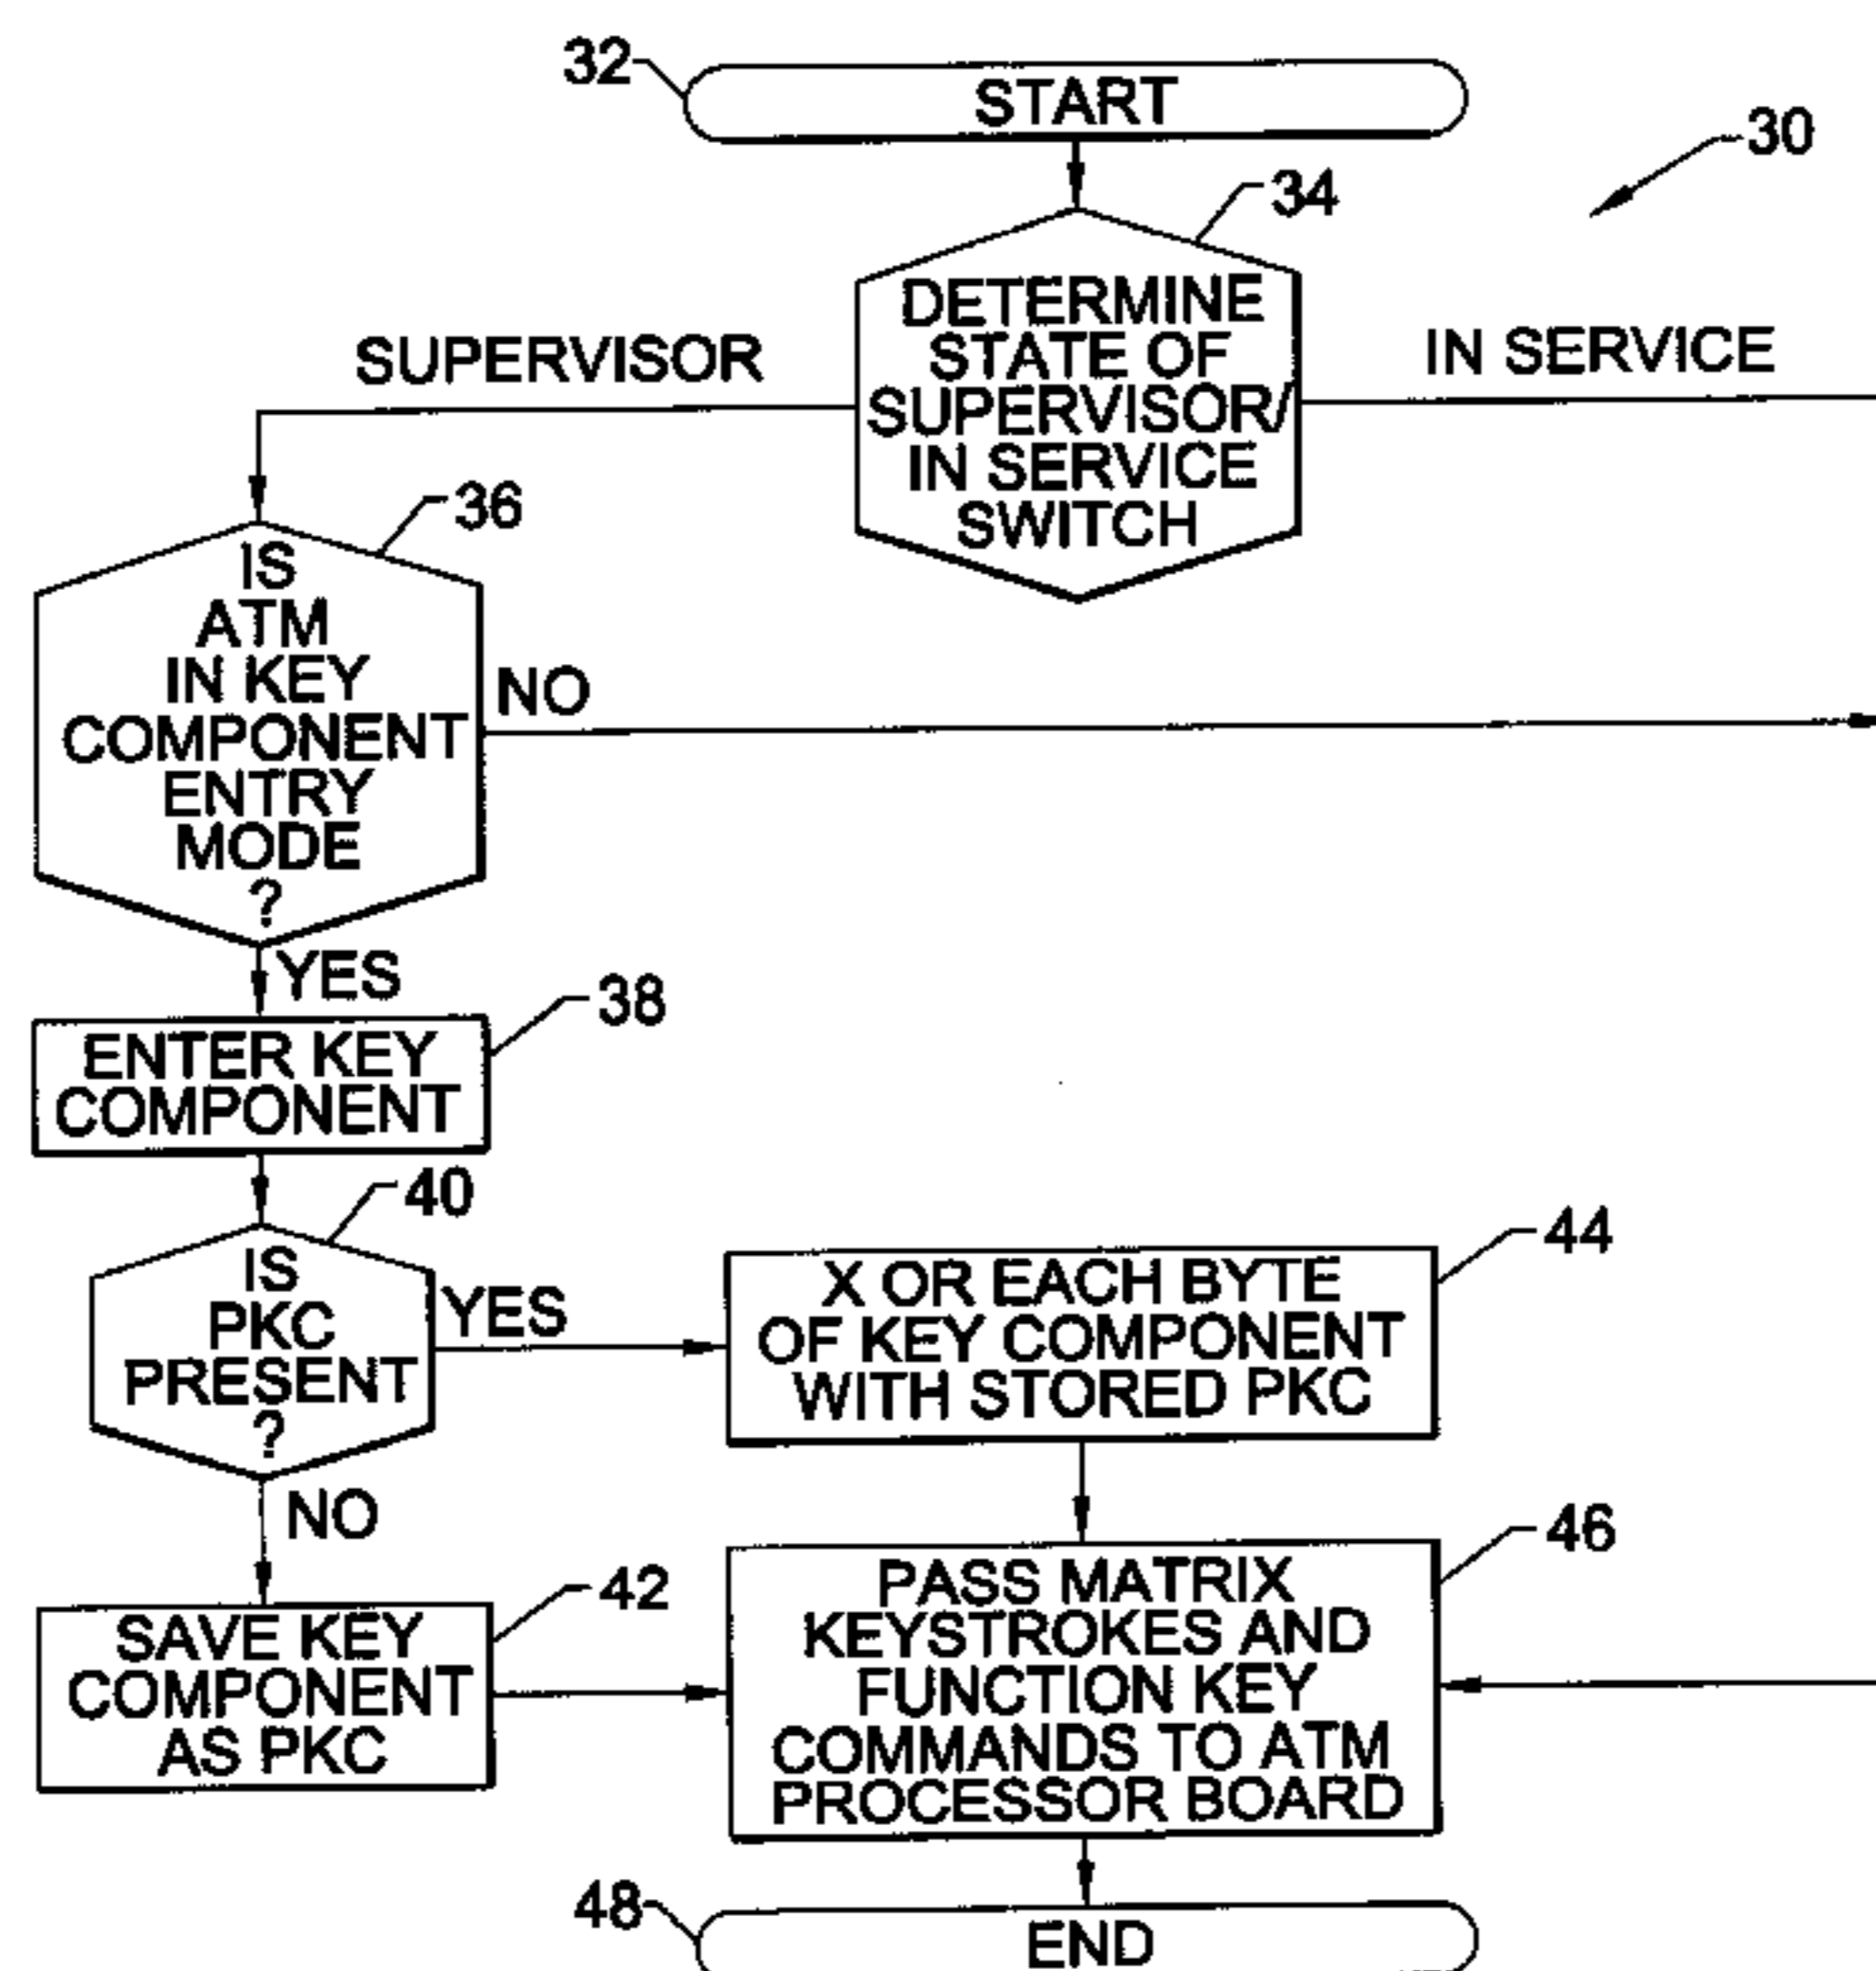 32
START
30
34
DETERMINE
STATE OF
SUPERVISOR/
IN SERVICE
SWITCH
SUPERVISOR
IN SERVICE
36
IS
ATM
IN KEY
COMPONENT
ENTRY
MODE
?
NO
YES
38
ENTER KEY
COMPONENT
40
IS
PKC
PRESENT
?
YES
NO
44
X OR EACH BYTE
OF KEY COMPONENT
WITH STORED PKC
42
SAVE KEY
COMPONENT
AS PKC
46
PASS MATRIX
KEYSTROKES AND
FUNCTION KEY
COMMANDS TO ATM
PROCESSOR BOARD
48
END